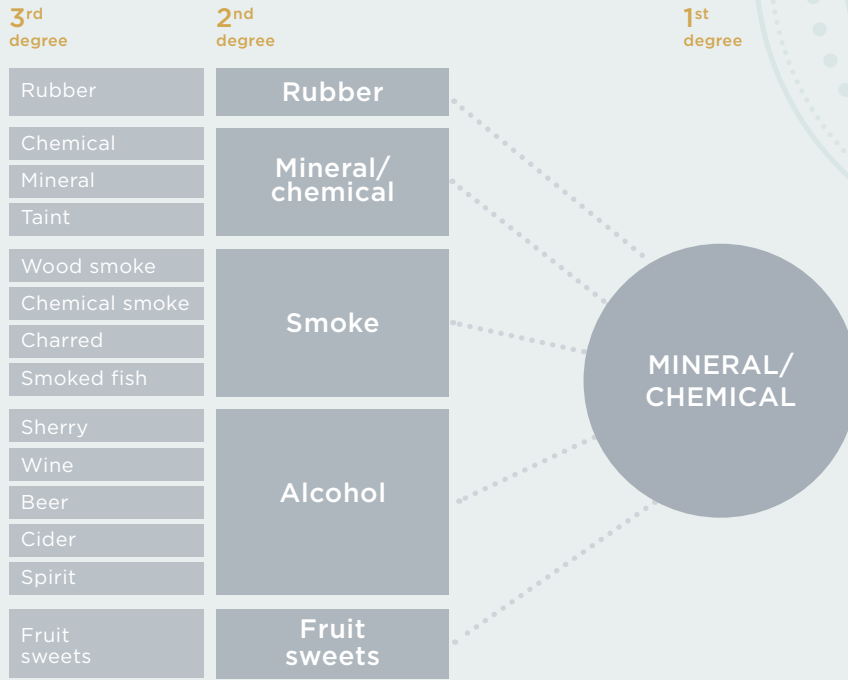 3rd
degree
2nd
degree
1st
degree
Rubber
Rubber
Chemical
Mineral
Taint
Mineral/
chemical
Wood smoke
Chemical smoke
Charred
Smoked fish
Smoke
Sherry
Wine
Beer
Cider
Spirit
Alcohol
Fruit
sweets
Fruit
sweets
MINERAL/
CHEMICAL